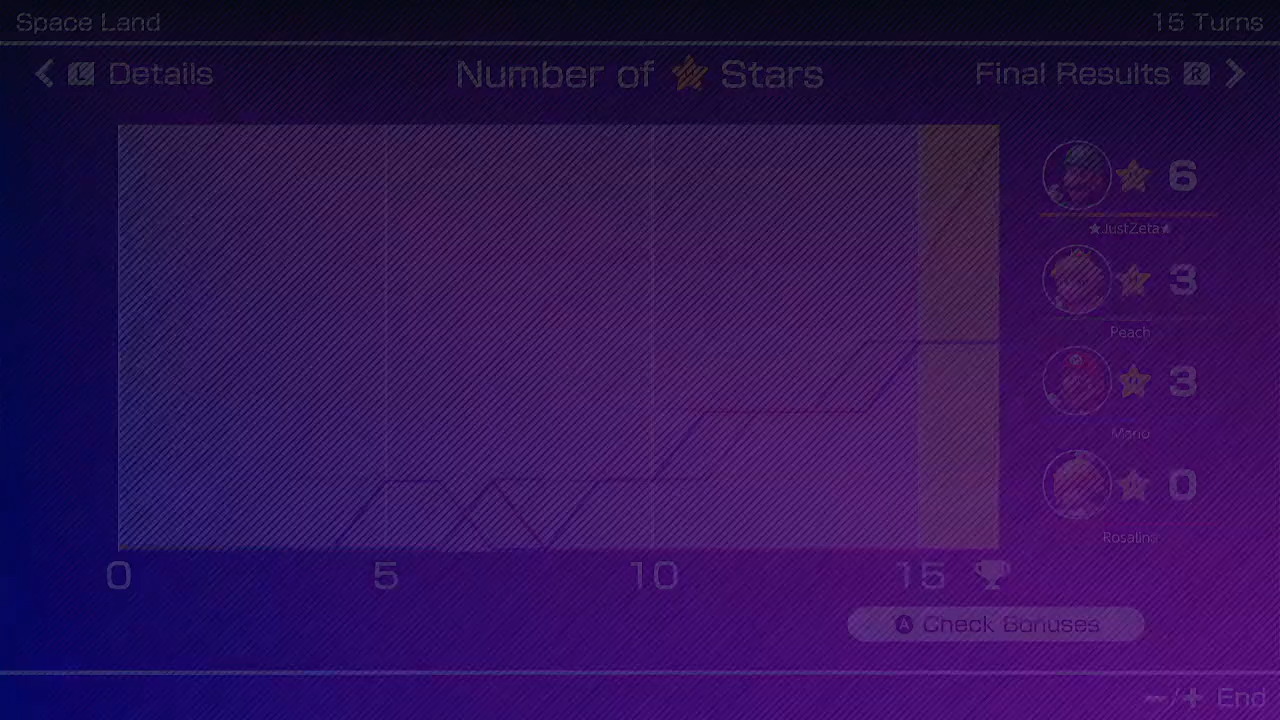 Space Land
15 Turns
L Details
Number of Stars
Final Results R
6
★JustZeta★
3
Peach
3
Mario
0
Rosalina
0 5 10 15
A Check Bonuses
−/+ End